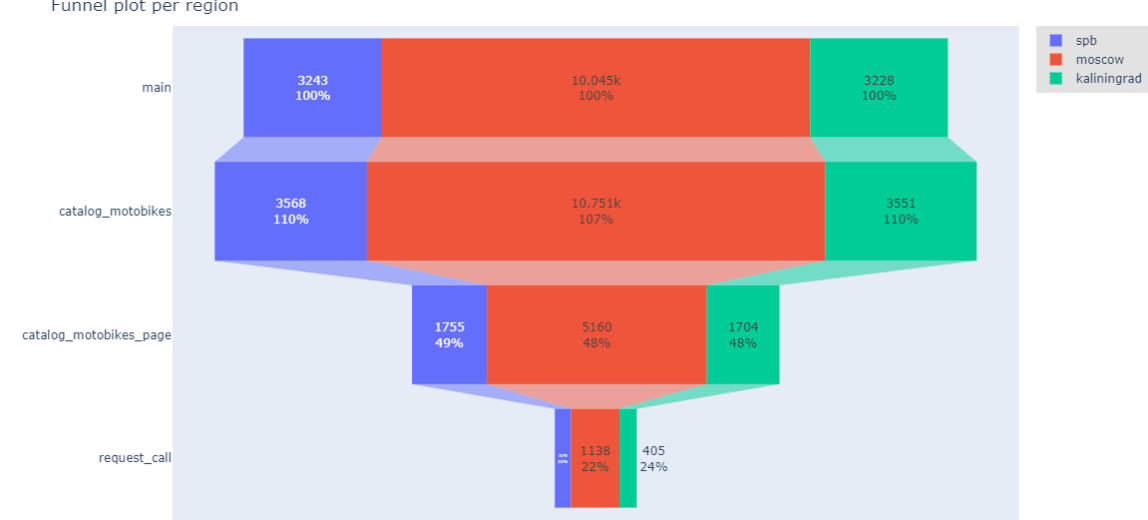 Funnel plot per region
spb
moscow
kaliningrad
main
3243
100%
10.045k
100%
3228
100%
catalog_motobikes
3568
110%
10.751k
107%
3551
110%
catalog_motobikes_page
1755
49%
5160
48%
1704
48%
request_call
1138
22%
405
24%